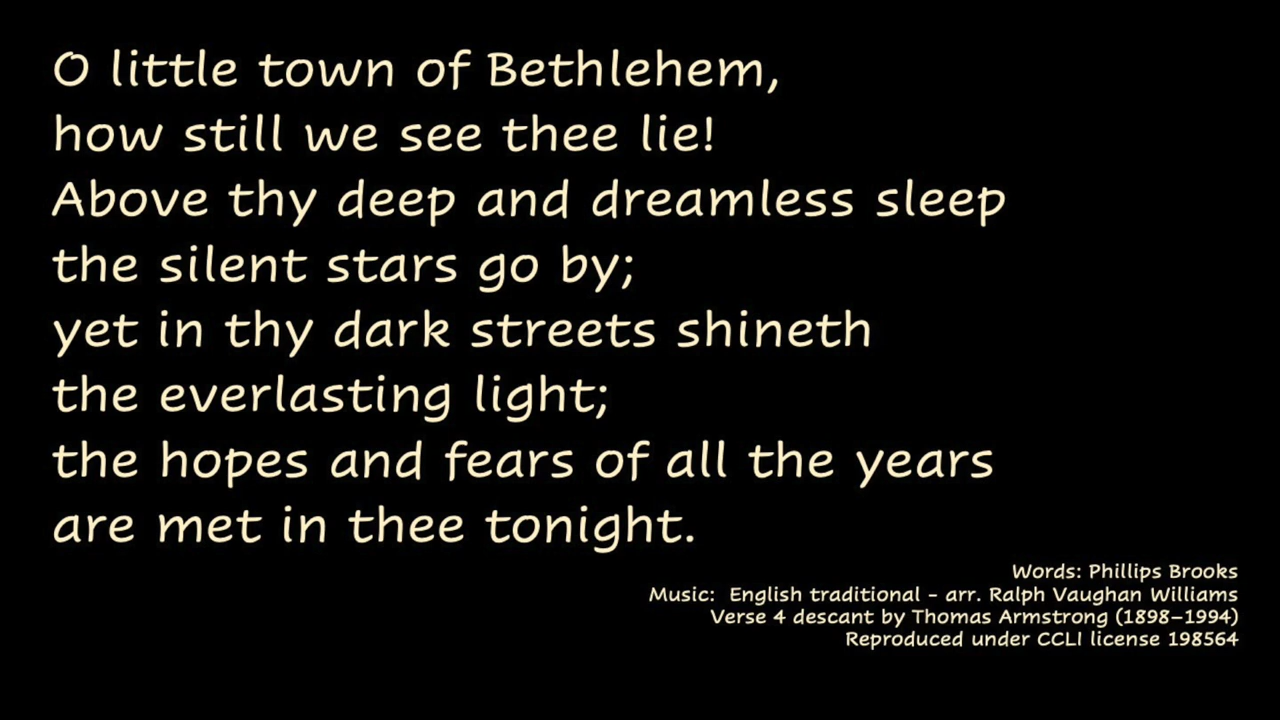 O little town of Bethlehem,
how still we see thee lie!
Above thy deep and dreamless sleep
the silent stars go by;
yet in thy dark streets shineth
the everlasting light;
the hopes and fears of all the years
are met in thee tonight.
Words: Phillips Brooks
Music:  English traditional - arr. Ralph Vaughan Williams
Verse 4 descant by Thomas Armstrong (1898–1994)
Reproduced under CCLI license 198564